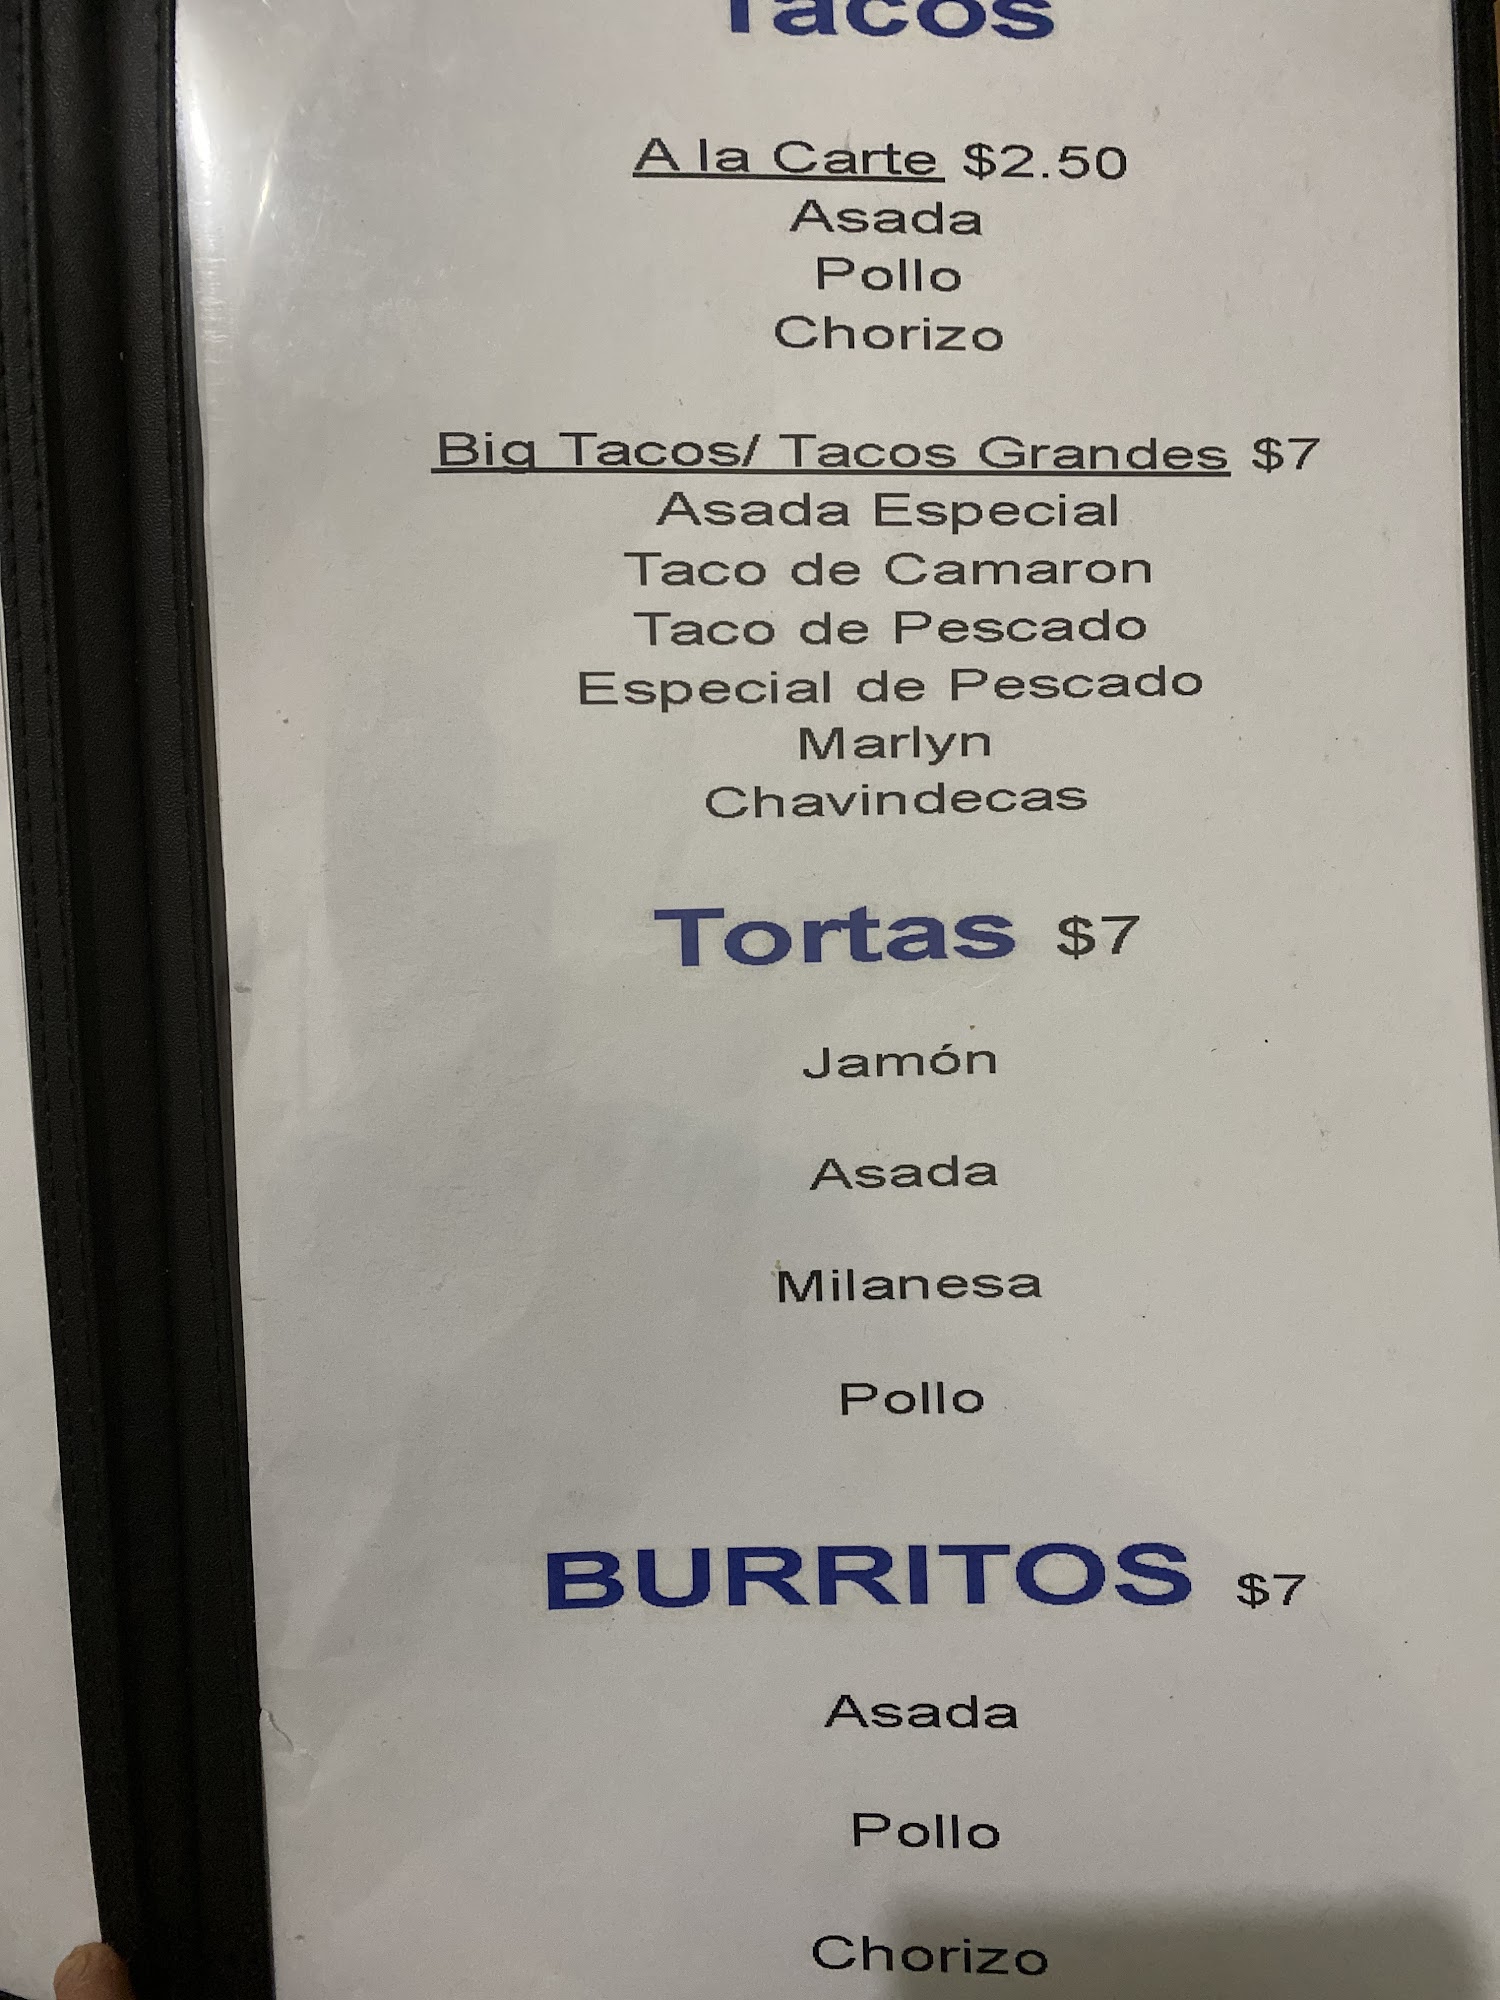 Tacos
A la Carte $2.50
Asada
Pollo
Chorizo
Big Tacos/ Tacos Grandes $7
Asada Especial
Taco de Camaron
Taco de Pescado
Especial de Pescado
Marlyn
Chavindecas
Tortas $7
Jamón
Asada
Milanesa
Pollo
BURRITOS $7
Asada
Pollo
Chorizo